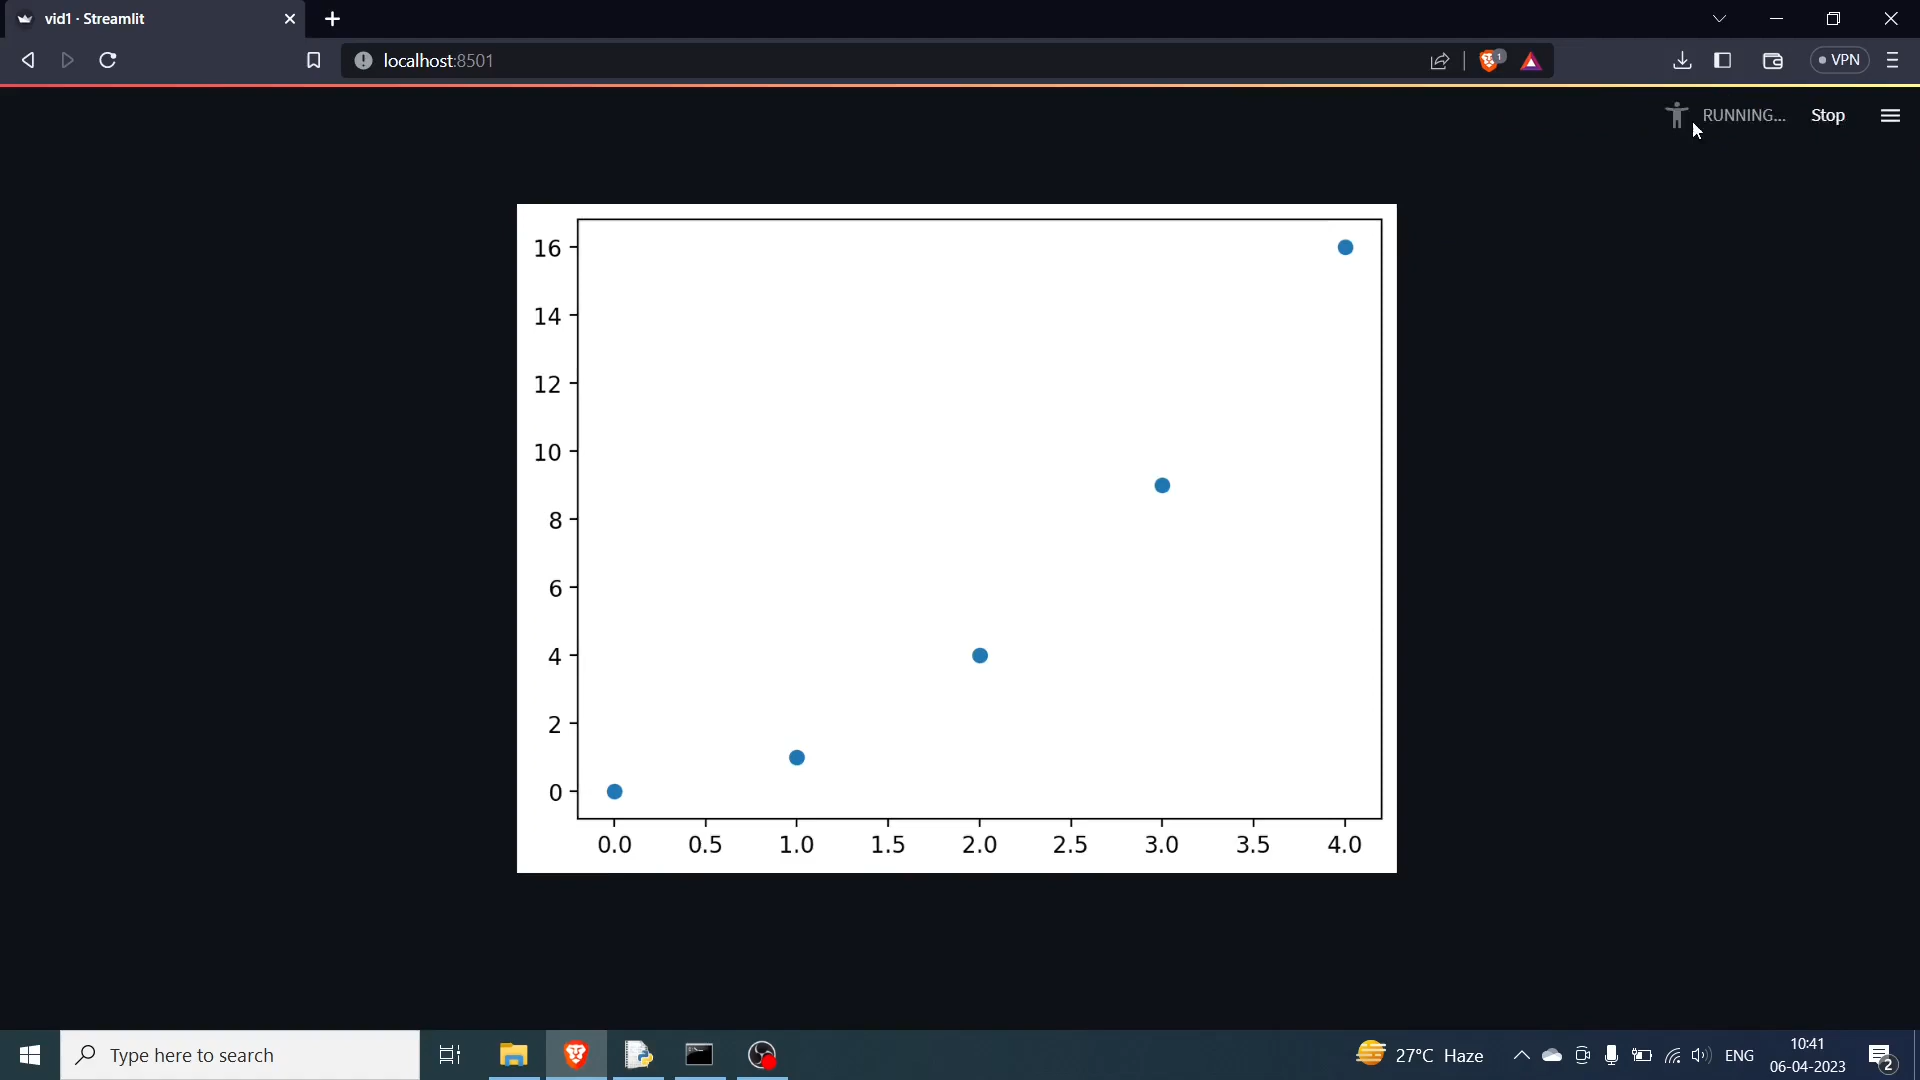 vid1 · Streamlit
localhost:8501
1
VPN
RUNNING...
Stop
16
14
12
10
8
6
4
2
0
0.0 0.5 1.0 1.5 2.0 2.5 3.0 3.5 4.0
Type here to search
27°C Haze
ENG
10:41
06-04-2023
2